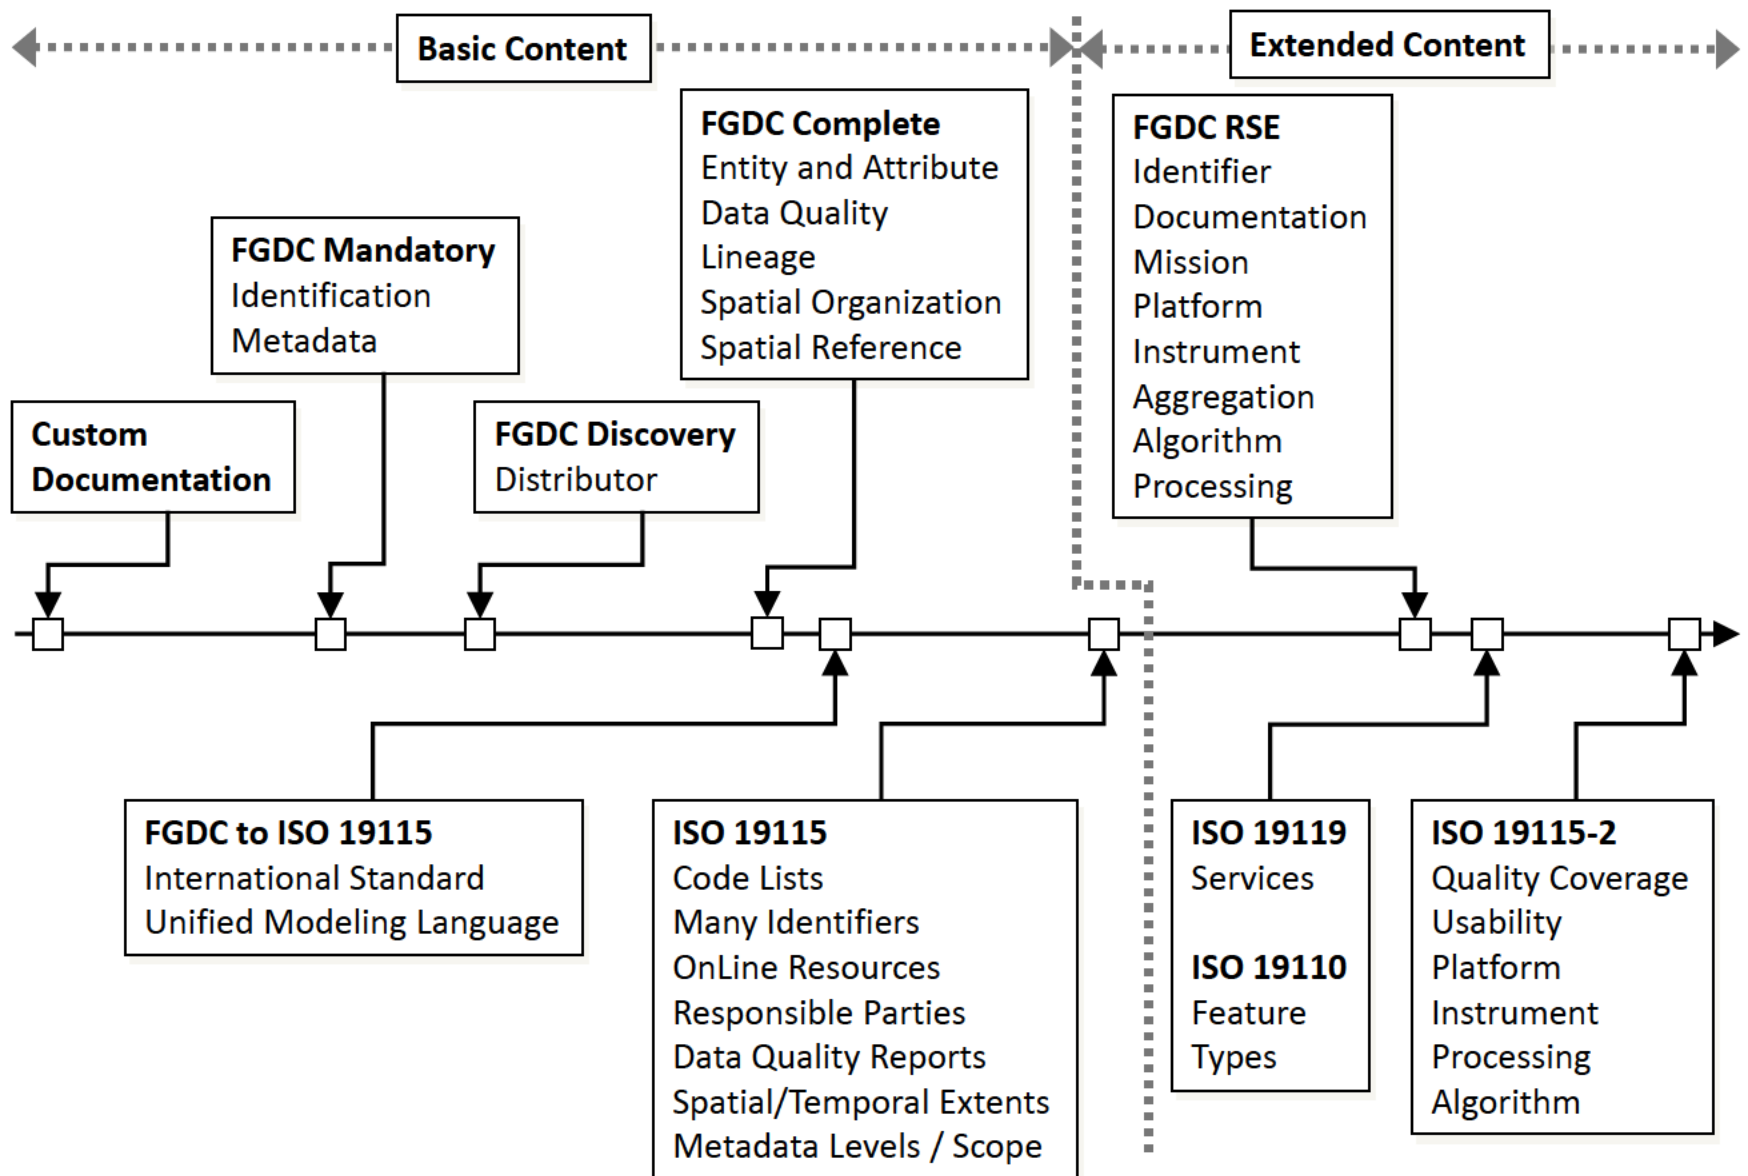 Basic Content
Extended Content
FGDC Complete
Entity and Attribute
Data Quality
Lineage
Spatial Organization
Spatial Reference
FGDC RSE
Identifier
Documentation
Mission
Platform
Instrument
Aggregation
Algorithm
Processing
FGDC Mandatory
Identification
Metadata
Custom
Documentation
FGDC Discovery
Distributor
FGDC to ISO 19115
International Standard
Unified Modeling Language
ISO 19115
Code Lists
Many Identifiers
OnLine Resources
Responsible Parties
Data Quality Reports
Spatial/Temporal Extents
Metadata Levels / Scope
ISO 19119
Services
ISO 19110
Feature
Types
ISO 19115-2
Quality Coverage
Usability
Platform
Instrument
Processing
Algorithm